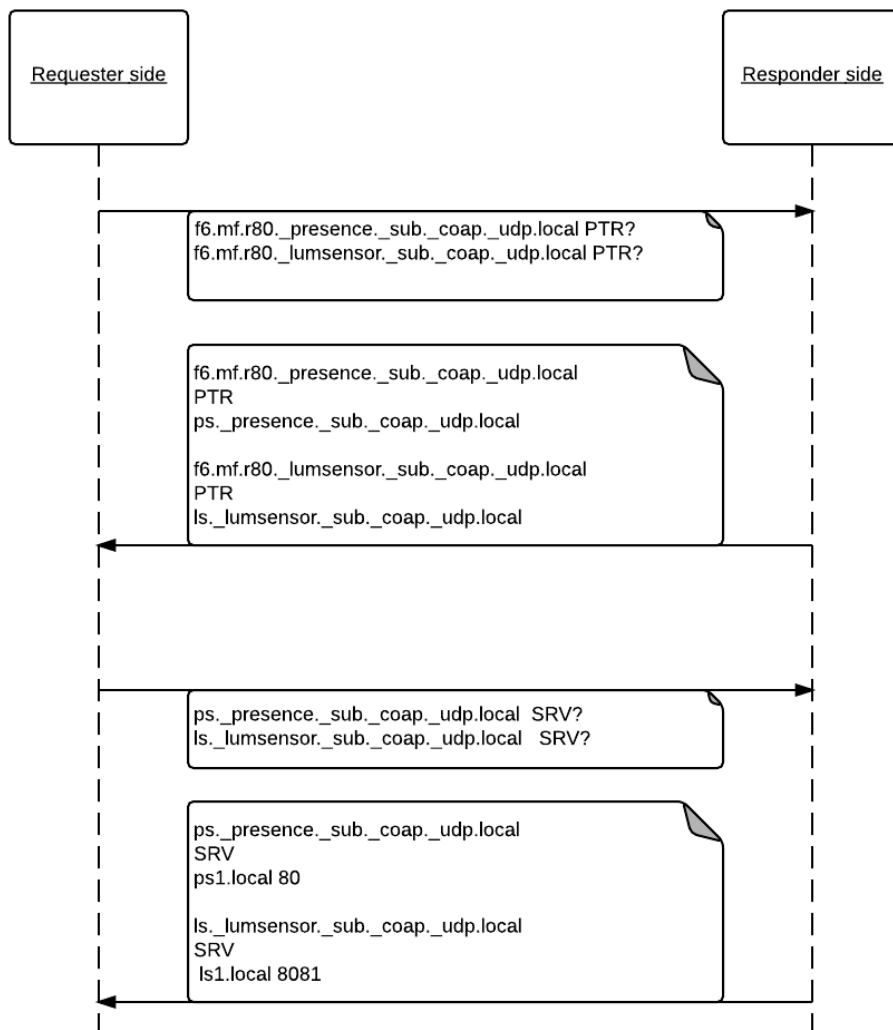 Requester side
Responder side
f6.mf.r80._presence._sub._coap._udp.local PTR?
f6.mf.r80._lumsensor._sub._coap._udp.local PTR?
f6.mf.r80._presence._sub._coap._udp.local
PTR
ps._presence._sub._coap._udp.local
f6.mf.r80._lumsensor._sub._coap._udp.local
PTR
ls._lumsensor._sub._coap._udp.local
ps._presence._sub._coap._udp.local  SRV?
ls._lumsensor._sub._coap._udp.local   SRV?
ps._presence._sub._coap._udp.local
SRV
ps1.local 80
ls._lumsensor._sub._coap._udp.local
SRV
ls1.local 8081